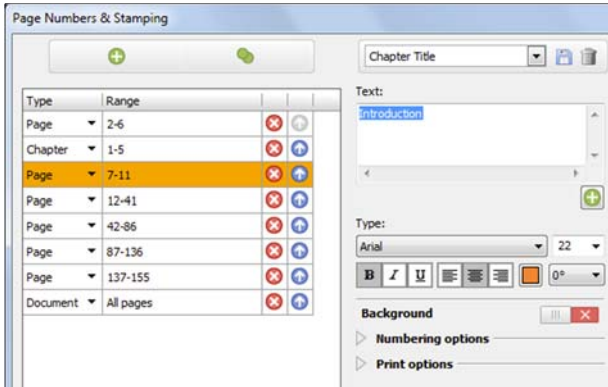 Page Numbers & Stamping
Chapter Title
Type Range
Page 2-6
Chapter 1-5
Page 7-11
Page 12-41
Page 42-86
Page 87-136
Page 137-155
Document All pages
Text:
Introduction
Type:
Arial 22
B I U 0°
Background
Numbering options
Print options